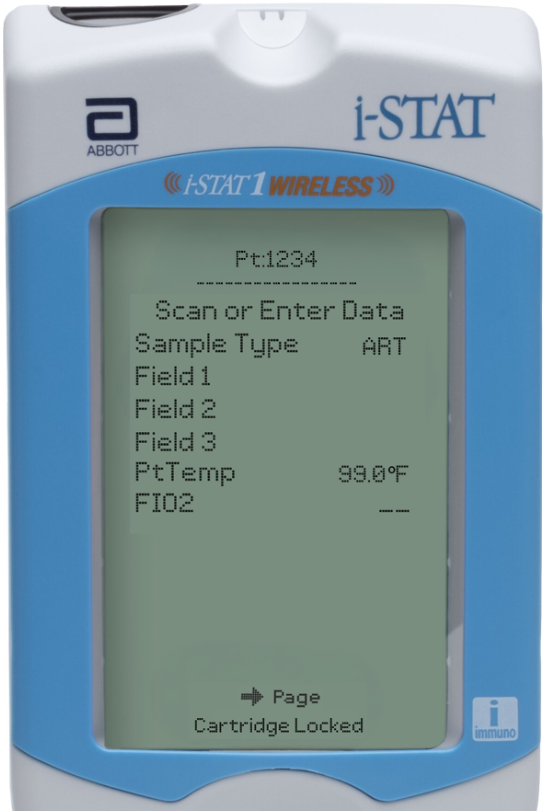 i-STAT
ABBOTT
i-STAT 1 WIRELESS
Pt:1234
-----------------
Scan or Enter Data
Sample Type ART
Field 1
Field 2
Field 3
PtTemp 99.0°F
FIO2 __
➡ Page
Cartridge Locked
i
immuno